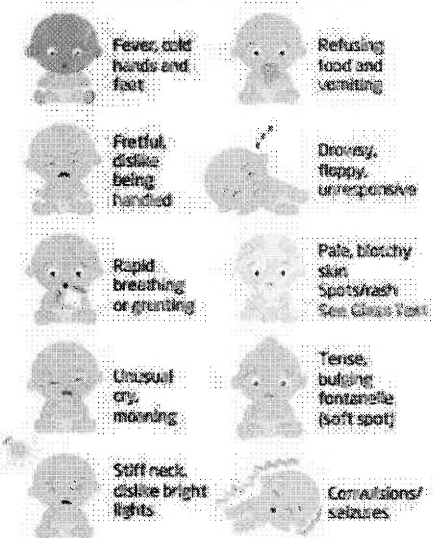 Fever, cold
hands and
feet
Refusing
food and
vomiting
Fretful,
dislike
being
handled
Drowsy,
floppy,
unresponsive
Rapid
breathing
or grunting
Pale, blotchy
skin
Spots/rash
See Glass Test
Unusual
cry,
moaning
Tense,
bulging
fontanelle
(soft spot)
Stiff neck,
dislike bright
lights
Convulsions/
seizures